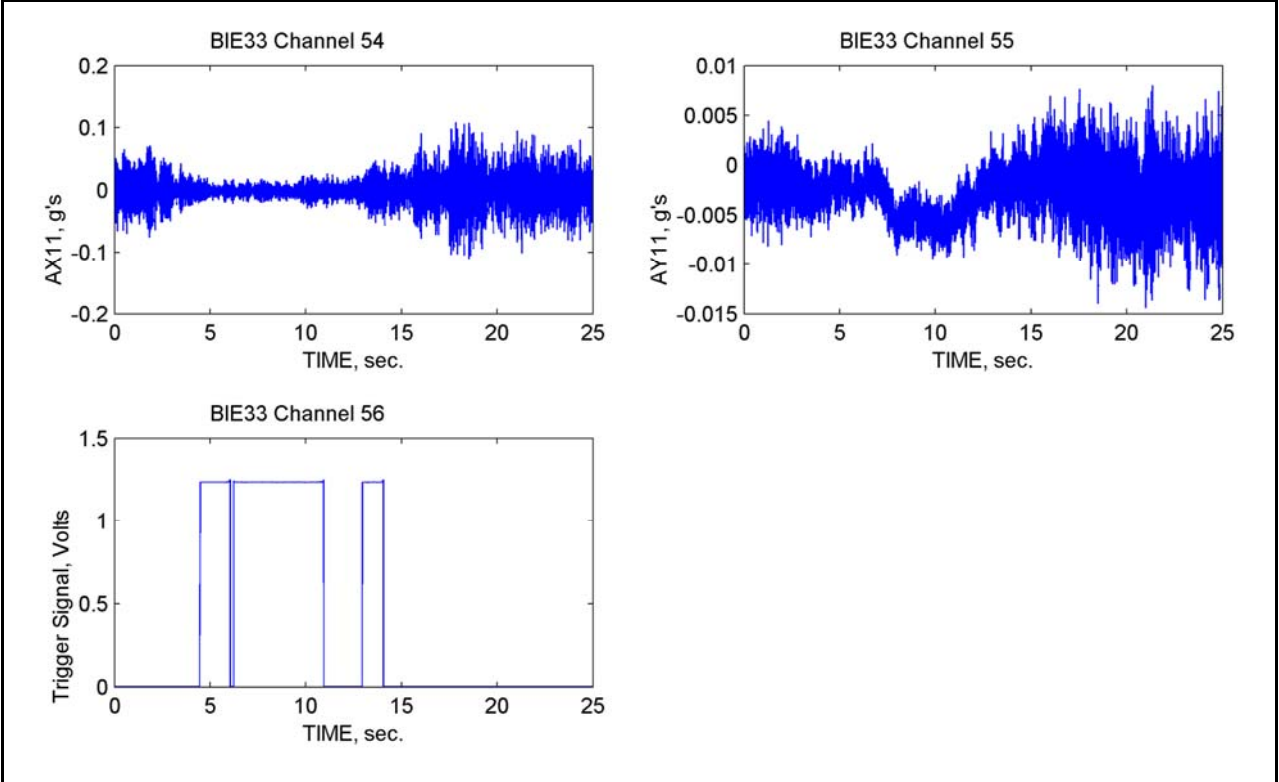 BIE33 Channel 54
0.2
0.1
0
-0.1
-0.2
AX11, g's
0 5 10 15 20 25
TIME, sec.
BIE33 Channel 55
0.01
0.005
0
-0.005
-0.01
-0.015
AY11, g's
0 5 10 15 20 25
TIME, sec.
BIE33 Channel 56
1.5
1
0.5
0
Trigger Signal, Volts
0 5 10 15 20 25
TIME, sec.